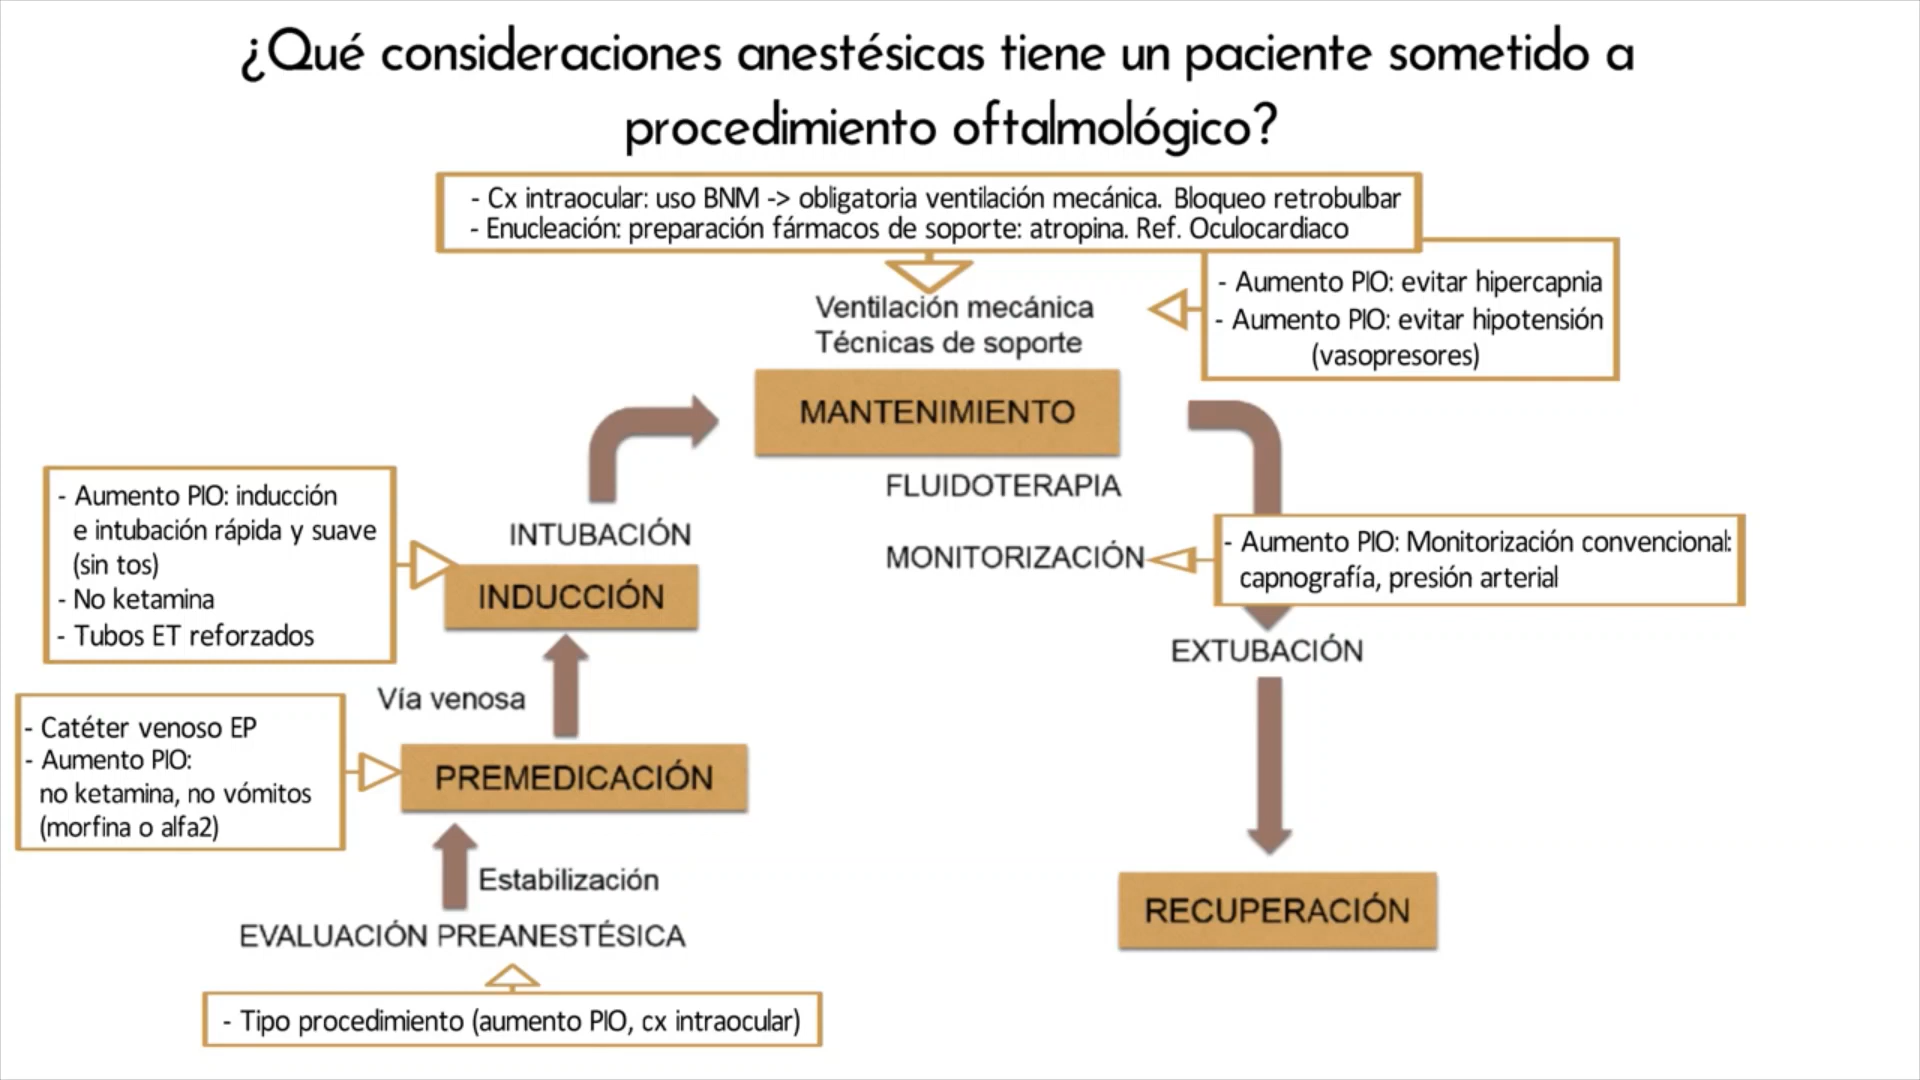 ¿Qué consideraciones anestésicas tiene un paciente sometido a
procedimiento oftalmológico?
- Cx intraocular: uso BNM -> obligatoria ventilación mecánica. Bloqueo retrobulbar
- Enucleación: preparación fármacos de soporte: atropina. Ref. Oculocardiaco
- Aumento PIO: evitar hipercapnia
- Aumento PIO: evitar hipotensión
(vasopresores)
Ventilación mecánica
Técnicas de soporte
MANTENIMIENTO
FLUIDOTERAPIA
MONITORIZACIÓN
- Aumento PIO: Monitorización convencional:
capnografía, presión arterial
- Aumento PIO: inducción
e intubación rápida y suave
(sin tos)
- No ketamina
- Tubos ET reforzados
INTUBACIÓN
INDUCCIÓN
EXTUBACIÓN
Vía venosa
- Catéter venoso EP
- Aumento PIO:
no ketamina, no vómitos
(morfina o alfa2)
PREMEDICACIÓN
Estabilización
EVALUACIÓN PREANESTÉSICA
RECUPERACIÓN
- Tipo procedimiento (aumento PIO, cx intraocular)